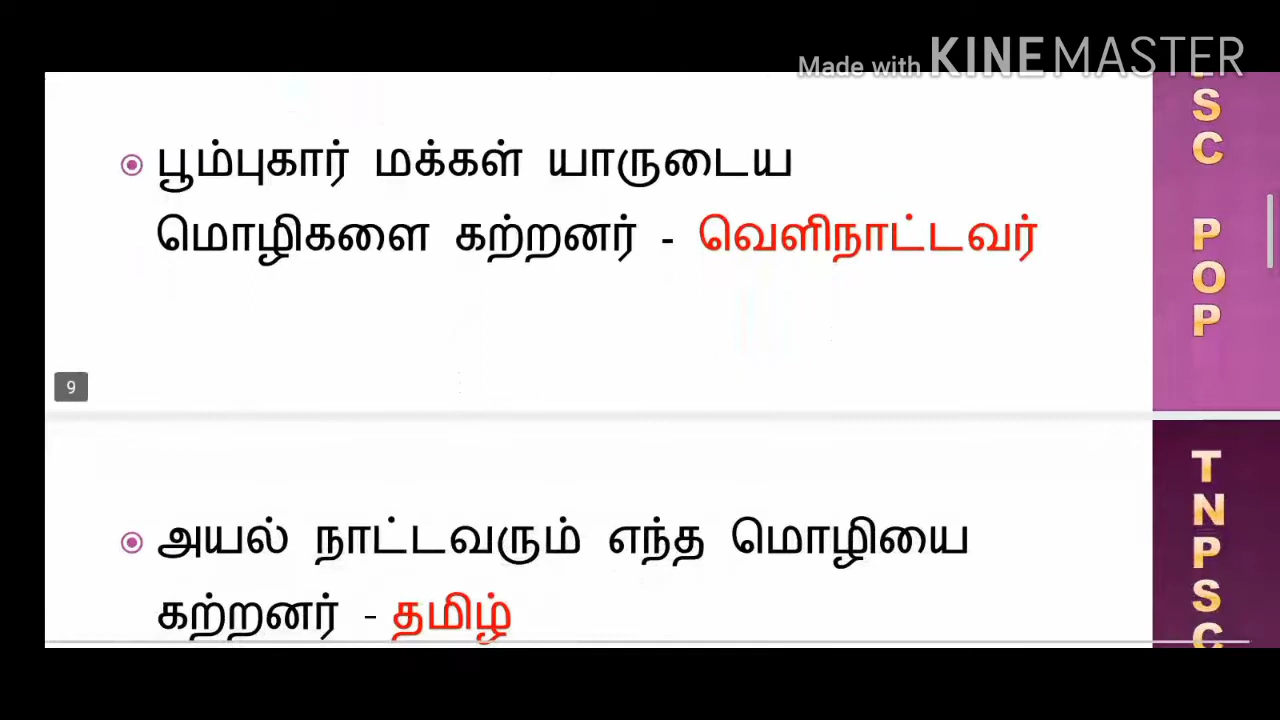 Made with KINEMASTER
பூம்புகார் மக்கள் யாருடைய
மொழிகளை கற்றனர் - வெளிநாட்டவர்
SC POP
9
அயல் நாட்டவரும் எந்த மொழியை
கற்றனர் - தமிழ்
TNPSC